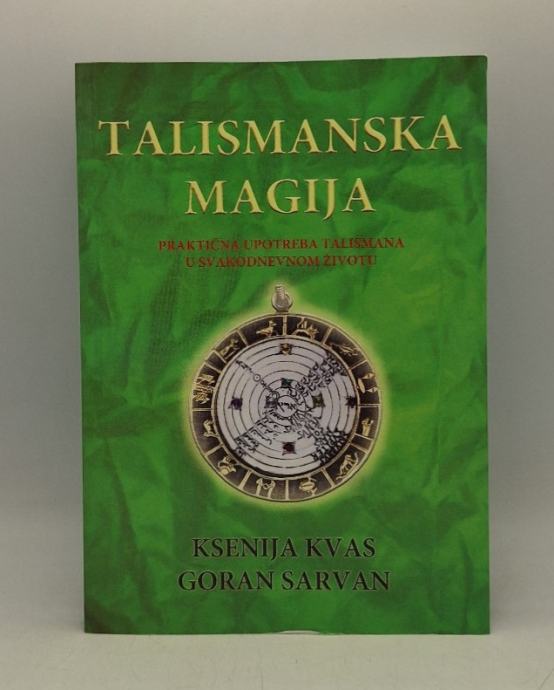 TALISMANSKA
MAGIJA
PRAKTIČNA UPOTREBA TALISMANA
U SVAKODNEVNOM ŽIVOTU
KSENIJA KVAS
GORAN SARVAN